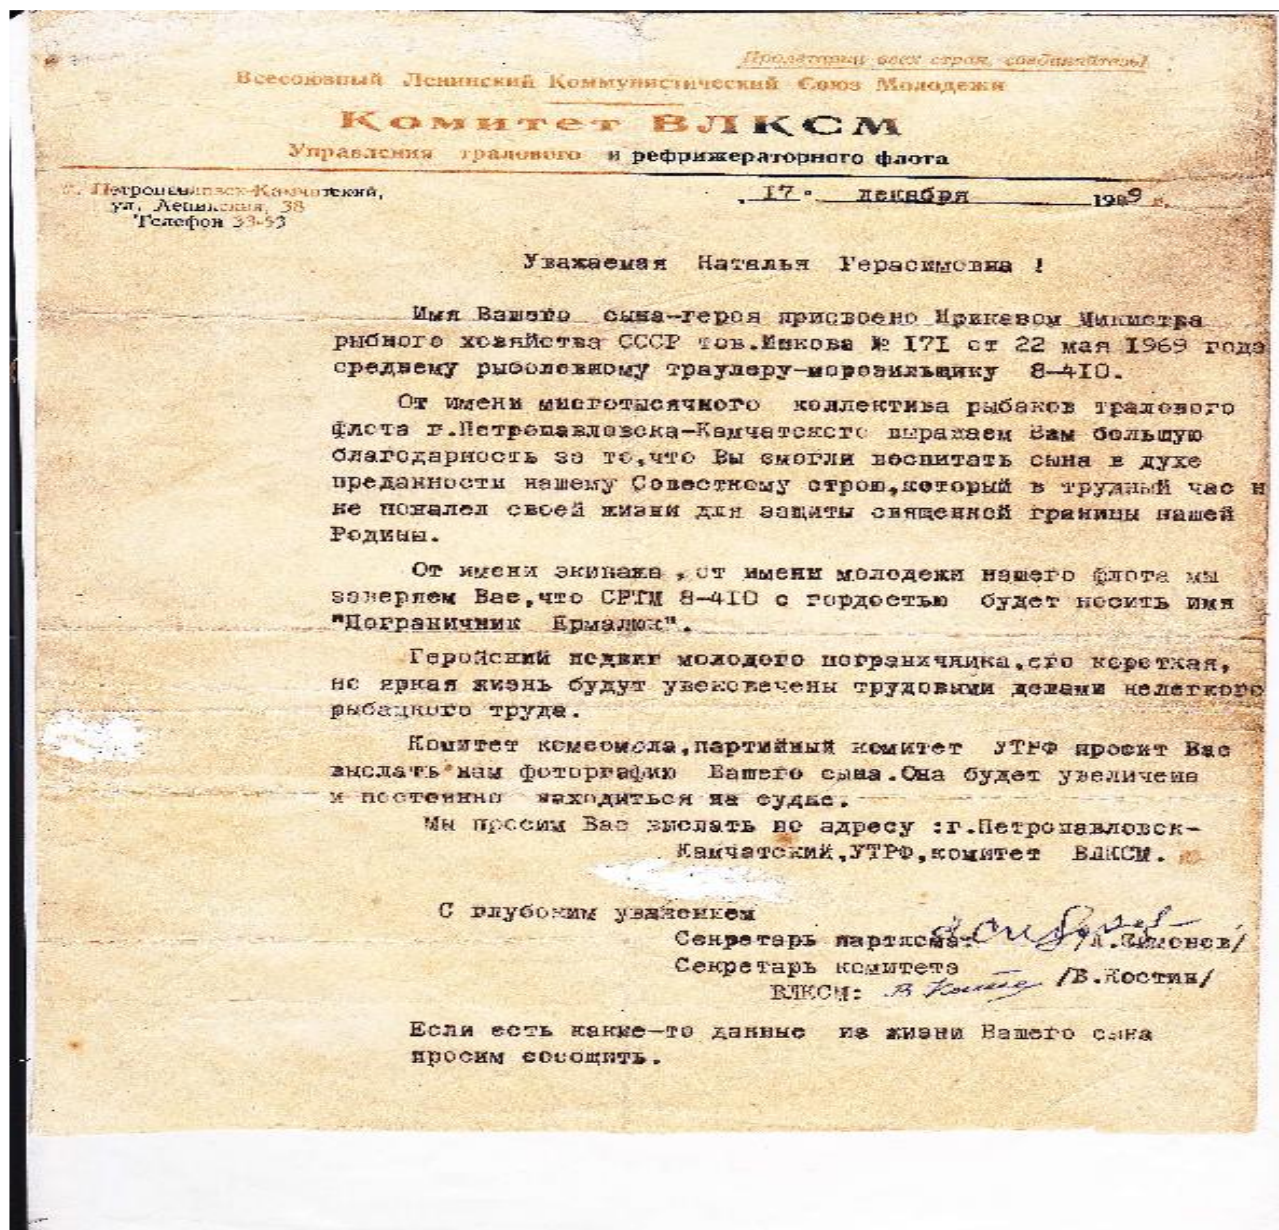 Пролетарии всех стран, соединяйтесь!
Всесоюзный Ленинский Коммунистический Союз Молодежи
Комитет ВЛКСМ
Управления тралового и рефрижераторного флота
г. Петропавловск-Камчатский,
ул. Ленинская, 38
Телефон 33-53
17 " декабря 1969 г.
Уважаемая Наталья Герасимовна !
Имя Вашего сына-героя присвоено Приказом Министра
рыбного хозяйства СССР тов.Ишкова № 171 от 22 мая 1969 года
среднему рыболовному траулеру-морозильщику 8-410.
От имени многотысячного коллектива рыбаков тралового
флота г.Петропавловска-Камчатского выражаем Вам большую
благодарность за то,что Вы смогли воспитать сына в духе
преданности нашему Советскому строю,который в трудный час н
не пожалел своей жизни для защиты священной границы нашей
Родины.
От имени экипажа ,от имени молодежи нашего флота мы
заверяем Вас,что СРТМ 8-410 с гордостью будет носить имя
"Пограничник Ермалюк".
Геройский подвиг молодого пограничника,его короткая,
но яркая жизнь будут увековечены трудовыми делами нелегкого
рыбацкого труда.
Комитет комсомола,партийный комитет УТРФ просит Вас
выслать нам фоторгафию Вашего сына.Она будет увеличена
и постоянно находиться на судне.
Мы просим Вас выслать по адресу :г.Петропавловск-
Камчатский,УТРФ,комитет ВЛКСМ.
С глубоким уважением
Секретарь парткома: /А.Симонов/
Секретарь комитета
ВЛКСМ: В Кости /В.Костин/
Если есть какие-то данные из жизни Вашего сына
просим сообщить.